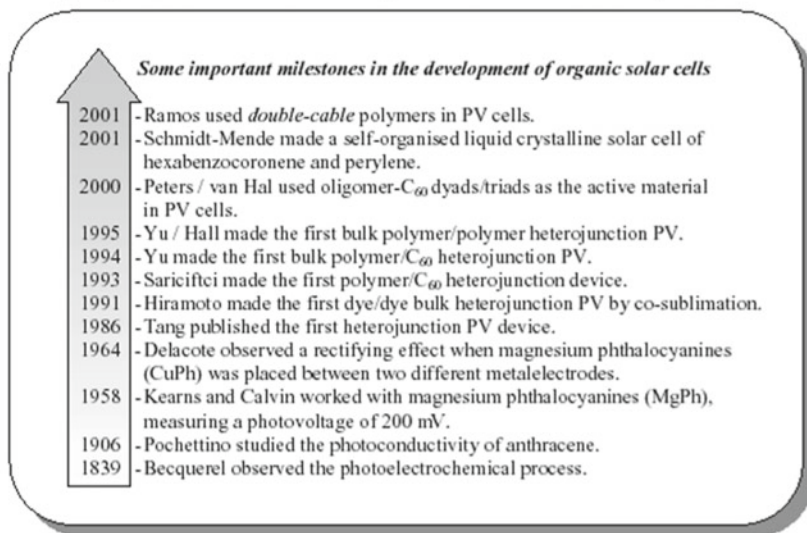 Some important milestones in the development of organic solar cells
2001 - Ramos used double-cable polymers in PV cells.
2001 - Schmidt-Mende made a self-organised liquid crystalline solar cell of
hexabenzocoronene and perylene.
2000 - Peters / van Hal used oligomer-C60 dyads/triads as the active material
in PV cells.
1995 - Yu / Hall made the first bulk polymer/polymer heterojunction PV.
1994 - Yu made the first bulk polymer/C60 heterojunction PV.
1993 - Sariciftci made the first polymer/C60 heterojunction device.
1991 - Hiramoto made the first dye/dye bulk heterojunction PV by co-sublimation.
1986 - Tang published the first heterojunction PV device.
1964 - Delacote observed a rectifying effect when magnesium phthalocyanines
(CuPh) was placed between two different metalelectrodes.
1958 - Kearns and Calvin worked with magnesium phthalocyanines (MgPh),
measuring a photovoltage of 200 mV.
1906 - Pochettino studied the photoconductivity of anthracene.
1839 - Becquerel observed the photoelectrochemical process.